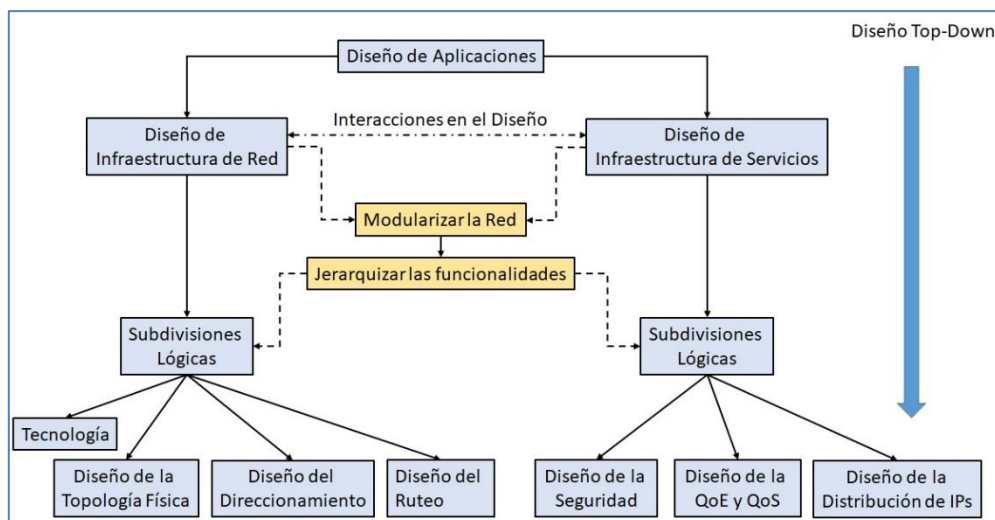 Diseño Top-Down
Diseño de Aplicaciones
Interacciones en el Diseño
Diseño de
Infraestructura de Red
Diseño de
Infraestructura de Servicios
Modularizar la Red
Jerarquizar las funcionalidades
Subdivisiones
Lógicas
Subdivisiones
Lógicas
Tecnología
Diseño de la
Topología Física
Diseño del
Direccionamiento
Diseño del
Ruteo
Diseño de la
Seguridad
Diseño de la
QoE y QoS
Diseño de la
Distribución de IPs